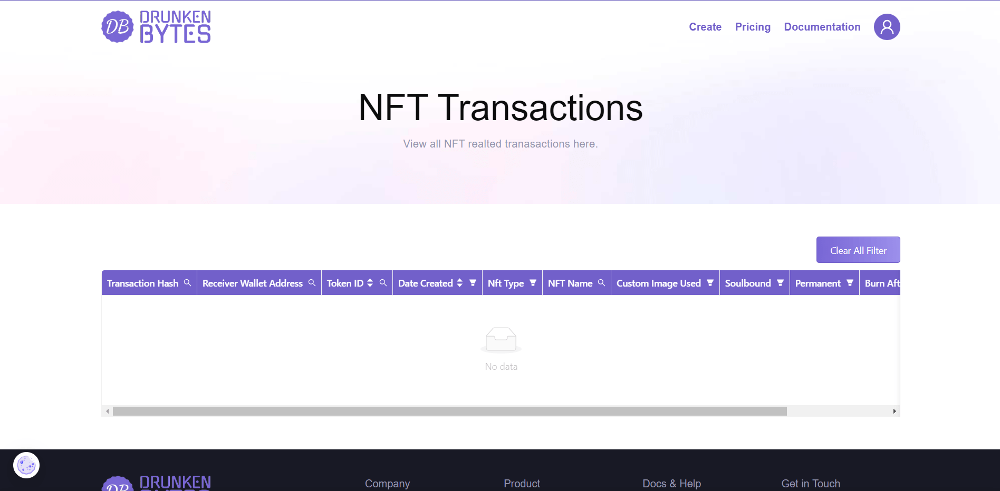 DB DRUNKEN BYTES
Create Pricing Documentation
NFT Transactions
View all NFT realted tranasactions here.
Clear All Filter
Transaction Hash Receiver Wallet Address Token ID Date Created Nft Type NFT Name Custom Image Used Soulbound Permanent Burn Aft
No data
DB DRUNKEN BYTES
Company Product Docs & Help Get in Touch